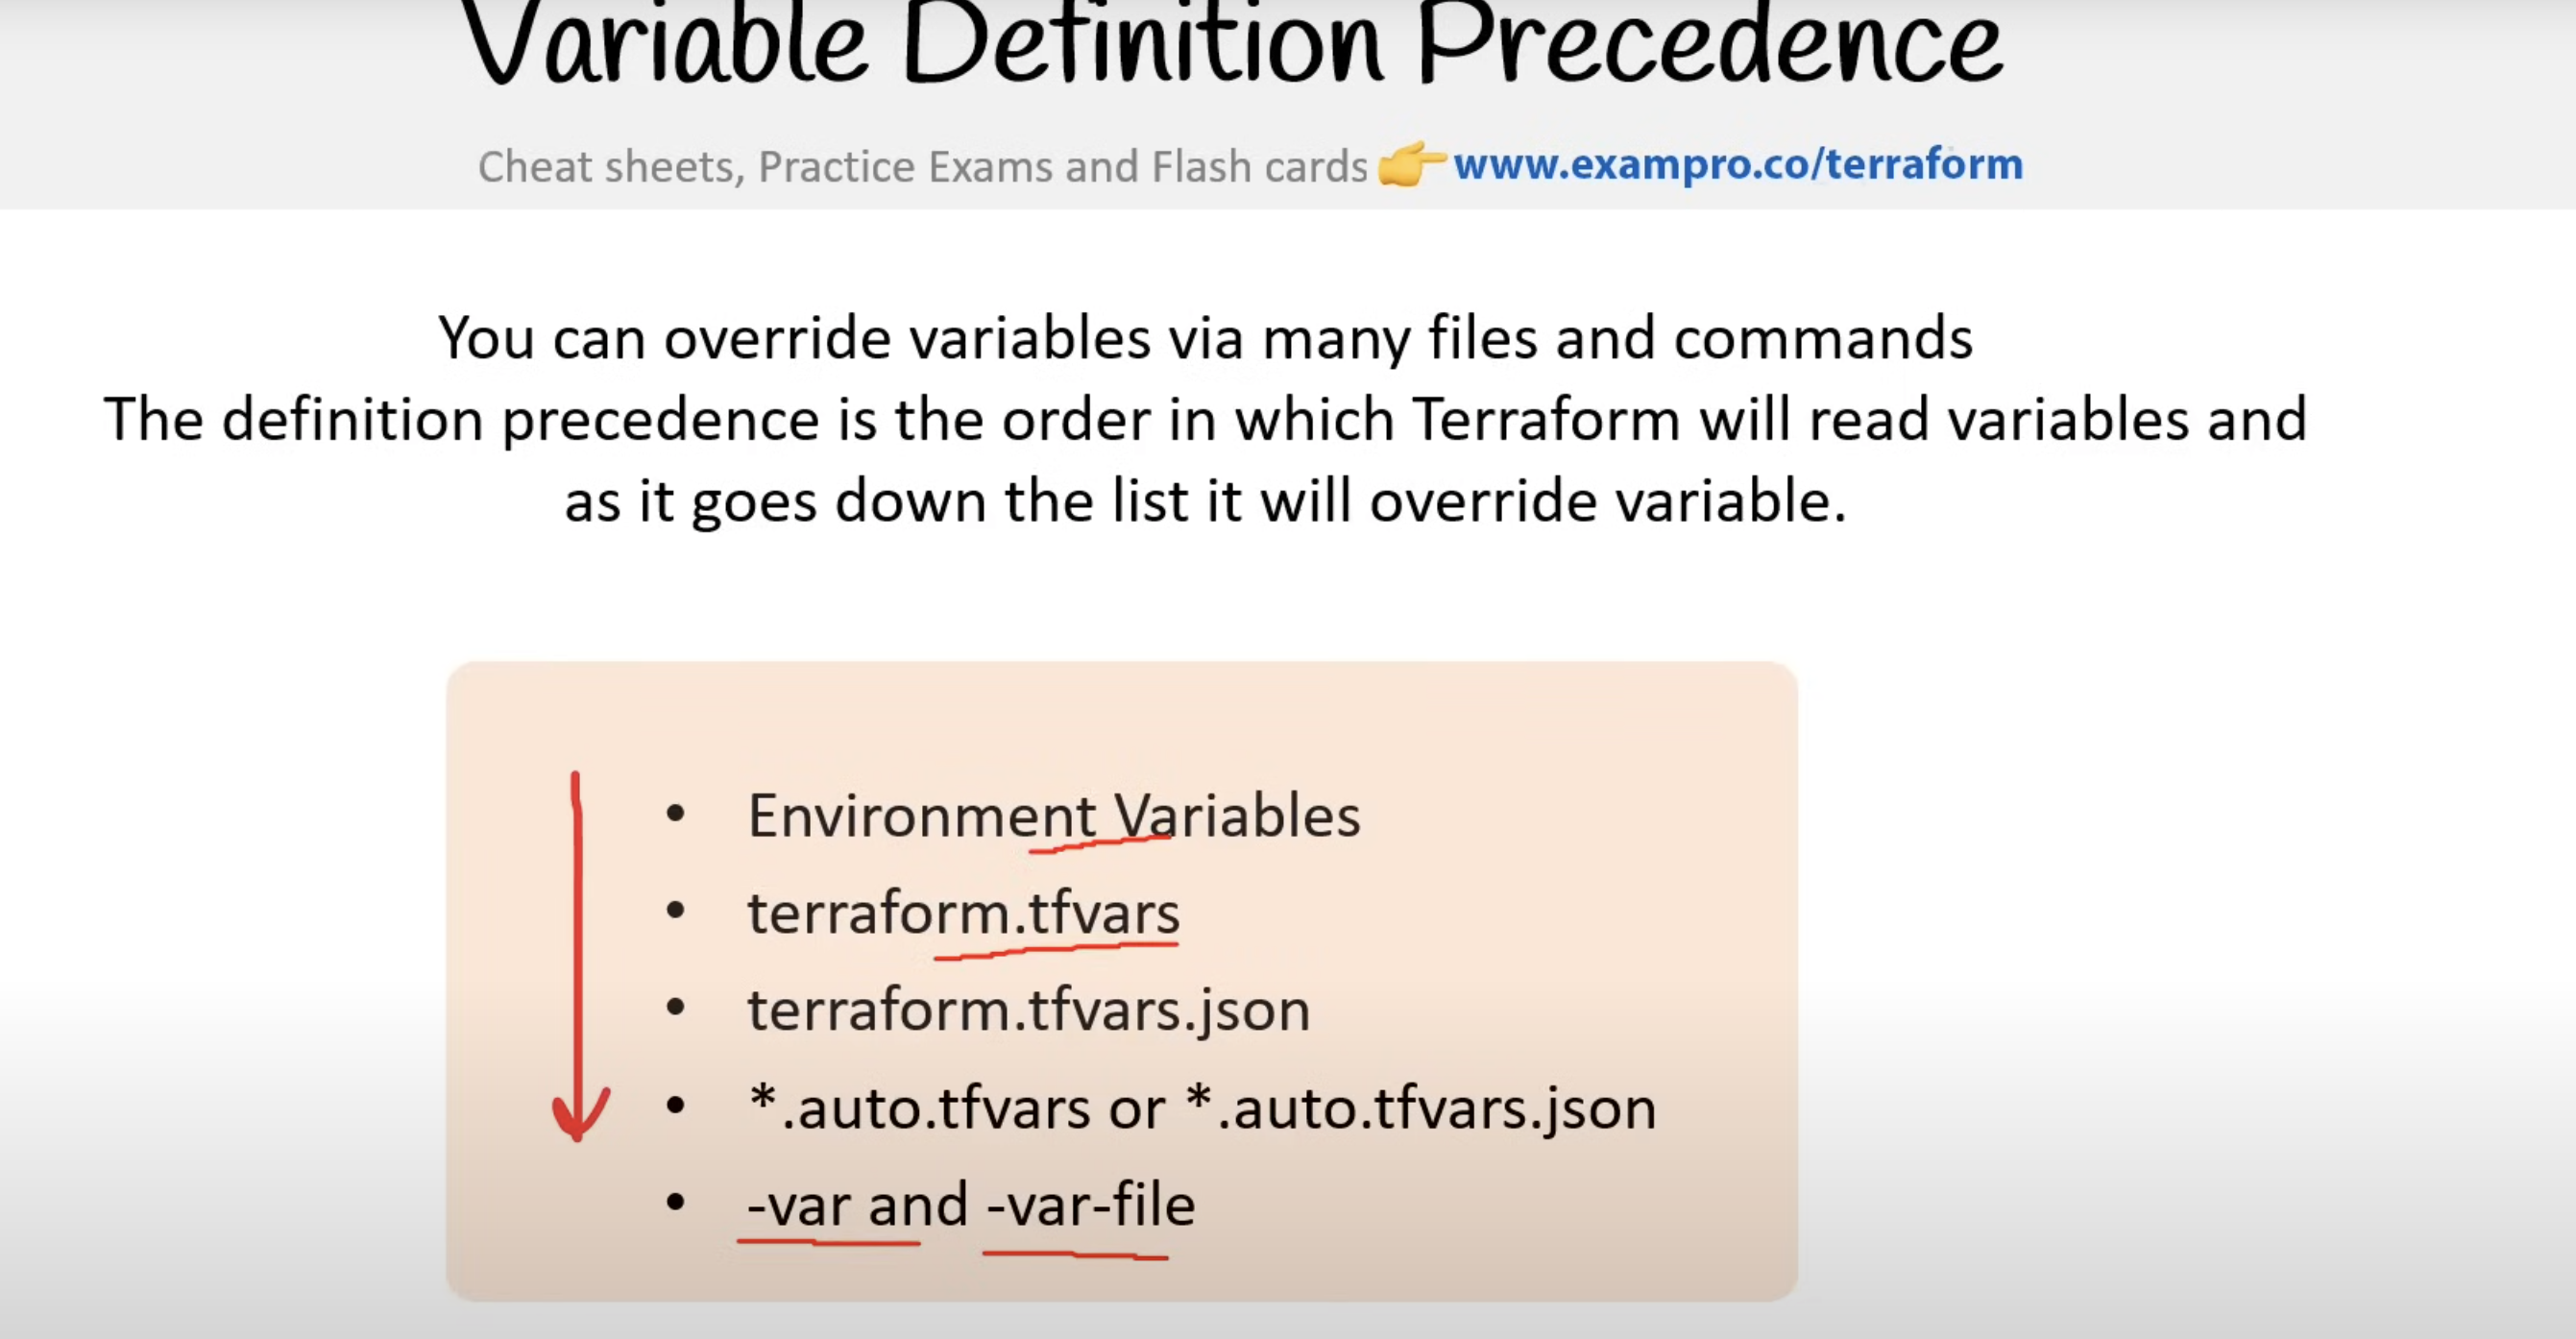 Variable Definition Precedence
Cheat sheets, Practice Exams and Flash cards 👉 www.exampro.co/terraform
You can override variables via many files and commands
The definition precedence is the order in which Terraform will read variables and
as it goes down the list it will override variable.
• Environment Variables
• terraform.tfvars
• terraform.tfvars.json
• *.auto.tfvars or *.auto.tfvars.json
• -var and -var-file